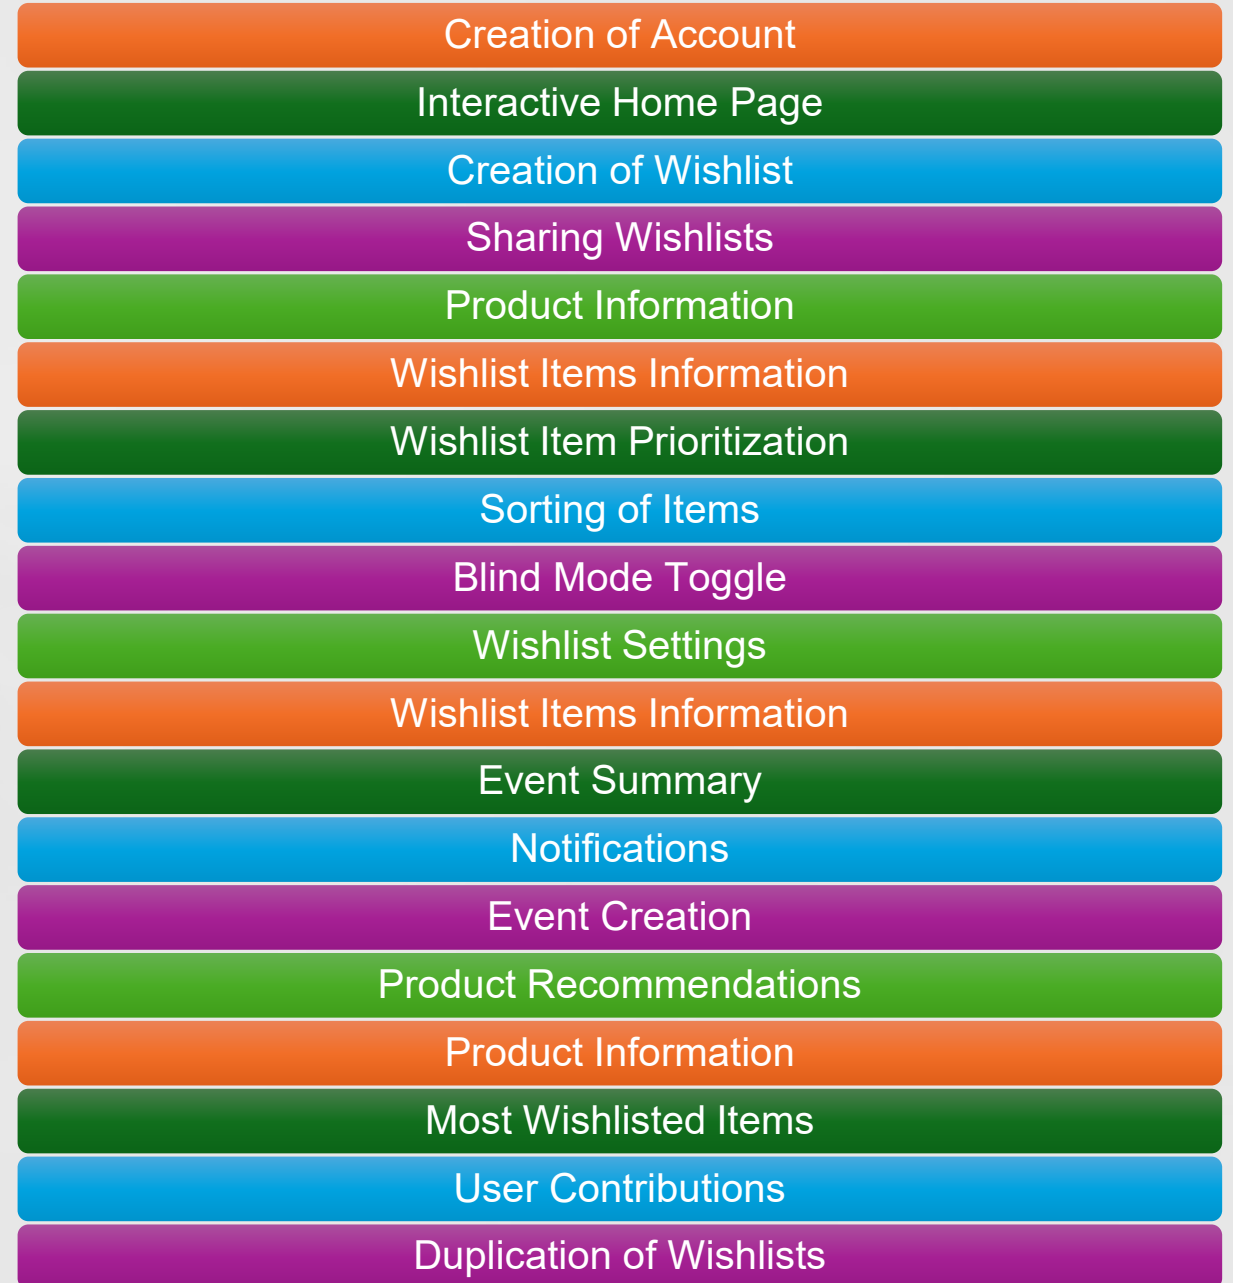 Creation of Account
Interactive Home Page
Creation of Wishlist
Sharing Wishlists
Product Information
Wishlist Items Information
Wishlist Item Prioritization
Sorting of Items
Blind Mode Toggle
Wishlist Settings
Wishlist Items Information
Event Summary
Notifications
Event Creation
Product Recommendations
Product Information
Most Wishlisted Items
User Contributions
Duplication of Wishlists